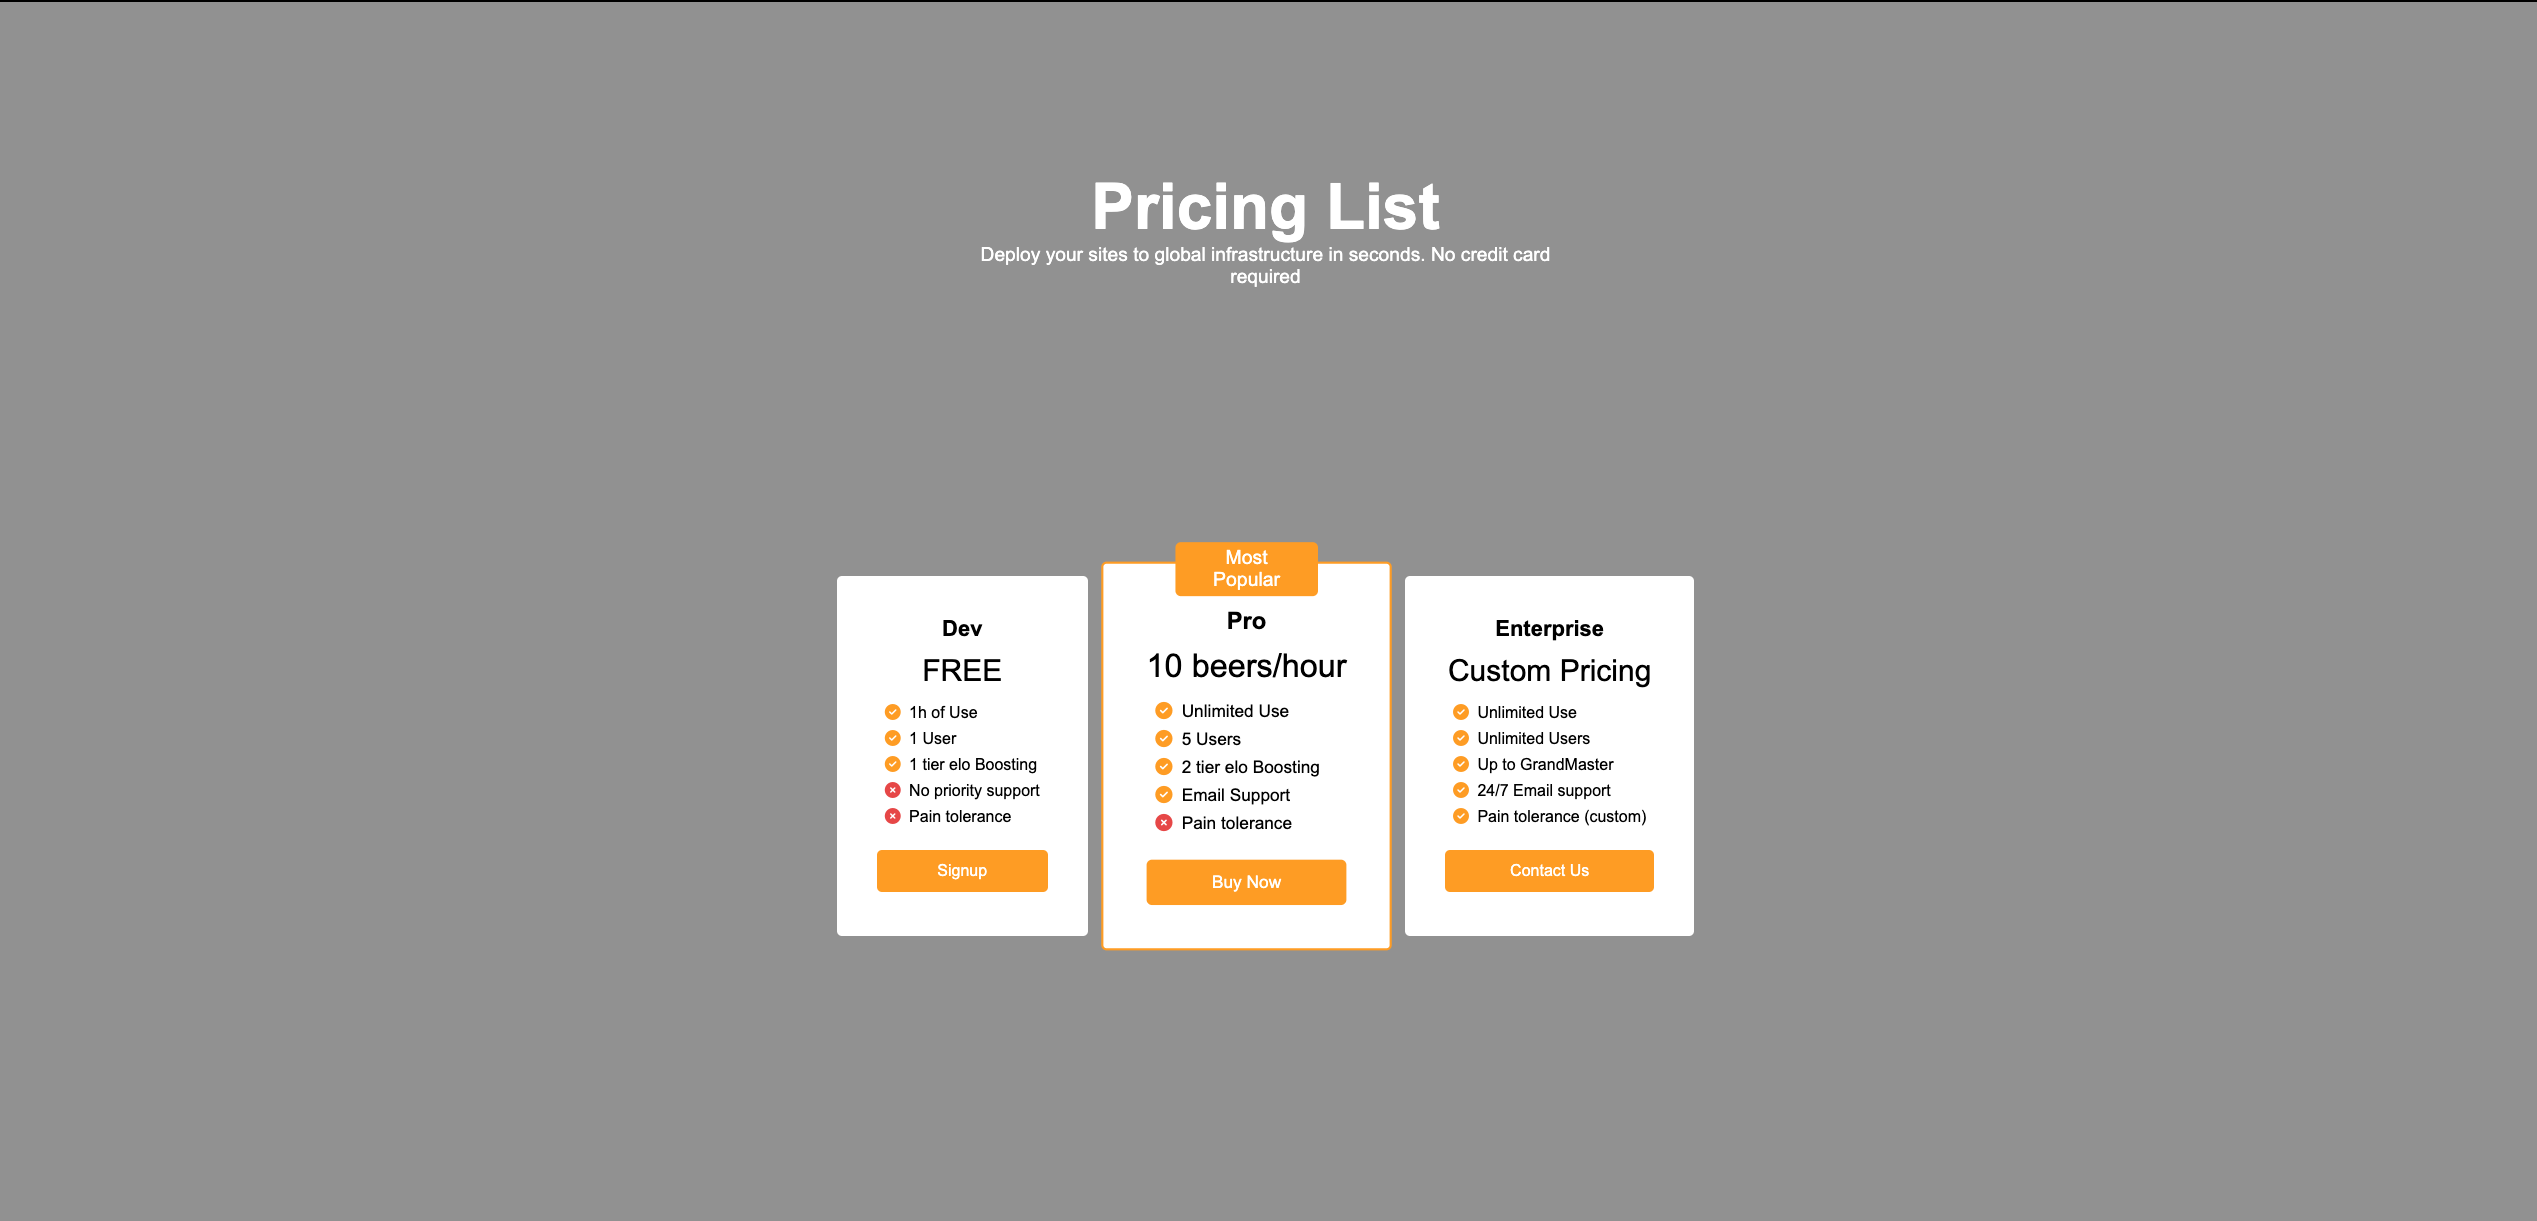 Pricing List
Deploy your sites to global infrastructure in seconds. No credit card
required
Dev
FREE
1h of Use
1 User
1 tier elo Boosting
No priority support
Pain tolerance
Signup
Most
Popular
Pro
10 beers/hour
Unlimited Use
5 Users
2 tier elo Boosting
Email Support
Pain tolerance
Buy Now
Enterprise
Custom Pricing
Unlimited Use
Unlimited Users
Up to GrandMaster
24/7 Email support
Pain tolerance (custom)
Contact Us